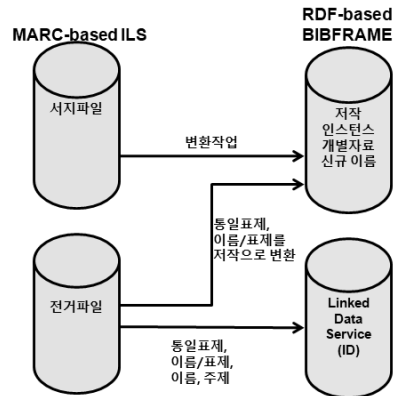 MARC-based ILS
RDF-based
BIBFRAME
서지파일
저작
인스턴스
개별자료
신규 이름
변환작업
통일표제,
이름/표제를
저작으로 변환
전거파일
Linked
Data
Service
(ID)
통일표제,
이름/표제,
이름, 주제